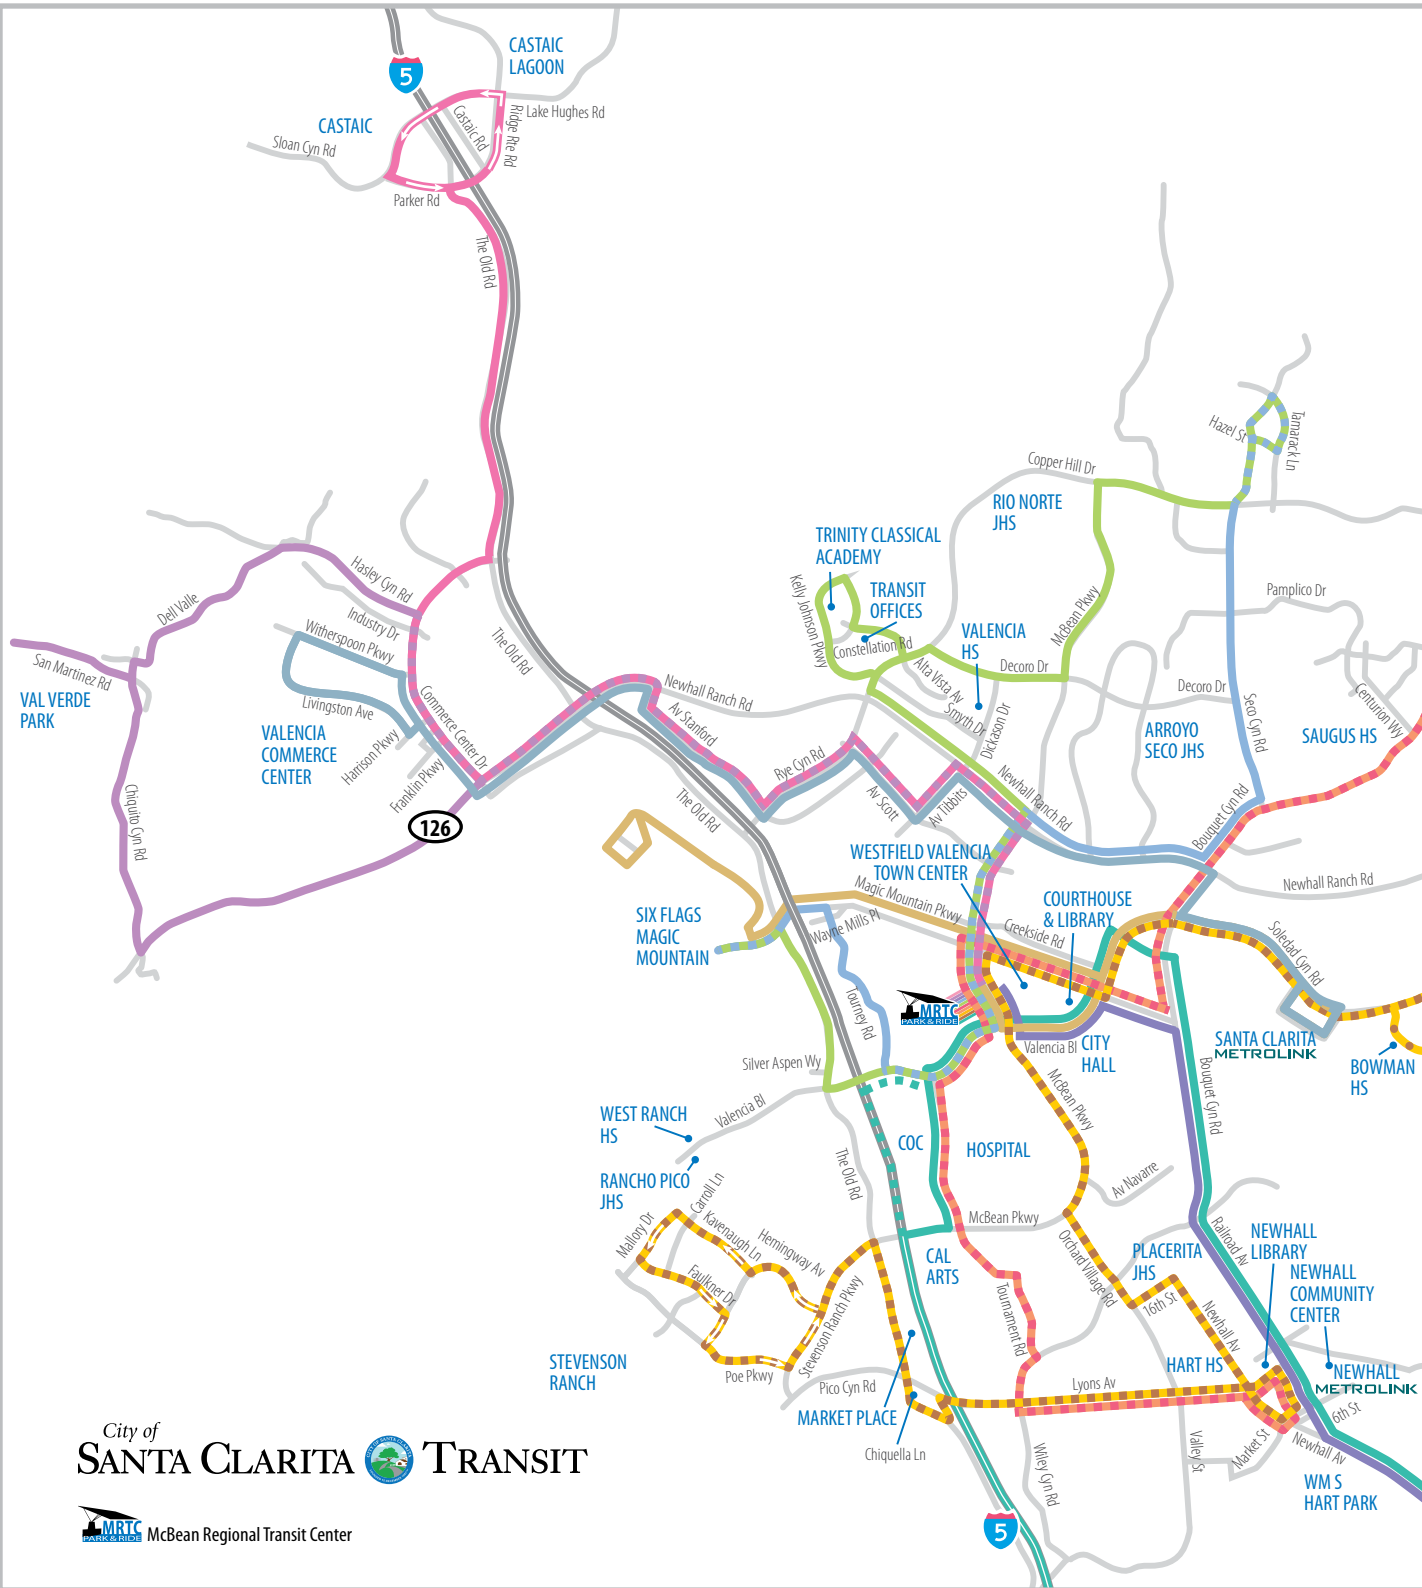 5
CASTAIC
LAGOON
Lake Hughes Rd
Ridge Rte Rd
Castaic Rd
CASTAIC
Sloan Cyn Rd
Parker Rd
The Old Rd
Hazel St
Tamarack Ln
Copper Hill Dr
RIO NORTE
JHS
TRINITY CLASSICAL
ACADEMY
TRANSIT
OFFICES
Kelly Johnson Pkwy
Constellation Rd
VALENCIA
HS
McBean Pkwy
Pamplico Dr
Hasley Cyn Rd
Dell Valle
Industry Dr
Witherspoon Pkwy
The Old Rd
San Martinez Rd
VAL VERDE
PARK
Livingston Ave
Commerce Center Dr
Newhall Ranch Rd
Av Stanford
Alta Vista Av
Smyth Dr
Dickason Dr
Decoro Dr
Decoro Dr
Seco Cyn Rd
Centurion Wy
ARROYO
SECO JHS
SAUGUS HS
VALENCIA
COMMERCE
CENTER
Harrison Pkwy
Franklin Pkwy
Chiquito Cyn Rd
126
Rye Cyn Rd
Av Scott
Av Tibbits
Newhall Ranch Rd
Bouquet Cyn Rd
The Old Rd
WESTFIELD VALENCIA
TOWN CENTER
Magic Mountain Pkwy
COURTHOUSE
& LIBRARY
Newhall Ranch Rd
SIX FLAGS
MAGIC
MOUNTAIN
Wayne Mills Pl
Creekside Rd
Soledad Cyn Rd
Tourney Rd
MRTC
PARK & RIDE
Valencia Bl
CITY
HALL
SANTA CLARITA
METROLINK
BOWMAN
HS
Silver Aspen Wy
Valencia Bl
McBean Pkwy
Bouquet Cyn Rd
WEST RANCH
HS
RANCHO PICO
JHS
COC
HOSPITAL
The Old Rd
Av Navarre
Carroll Ln
Mallory Dr
Kavenaugh Ln
Hemingway Av
McBean Pkwy
Orchard Village Rd
Railroad Av
NEWHALL
LIBRARY
PLACERITA
JHS
CAL
ARTS
NEWHALL
COMMUNITY
CENTER
Faulkner Dr
Stevenson Ranch Pkwy
Tournament Rd
16th St
Newhall Av
STEVENSON
RANCH
Poe Pkwy
Pico Cyn Rd
Lyons Av
HART HS
NEWHALL
METROLINK
MARKET PLACE
6th St
Chiquella Ln
Wiley Cyn Rd
Valley St
Market St
Newhall Av
WM S
HART PARK
5
City of
SANTA CLARITA TRANSIT
CITY OF SANTA CLARITA
MRTC
PARK & RIDE
McBean Regional Transit Center